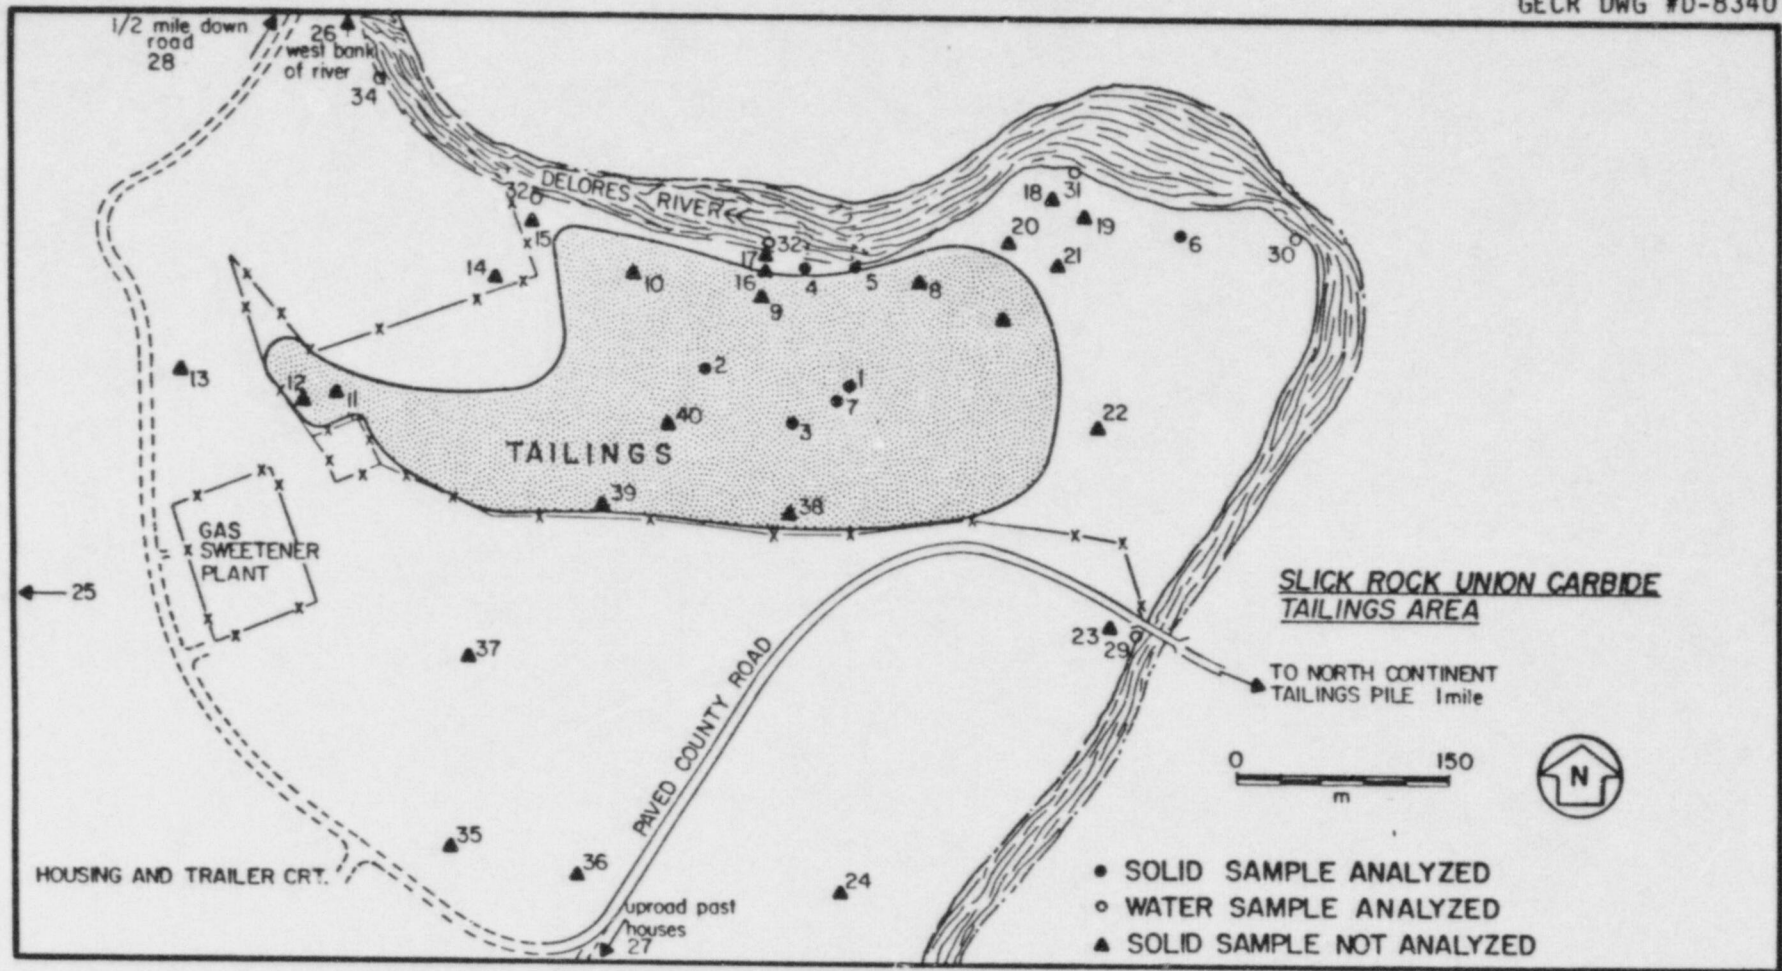 GECR DWG #D-8340
1/2 mile down
road
28
26
west bank
of river
34
DELORES RIVER
32
15
14
10
17
32
16
9
4
5
8
18
31
19
20
21
6
30
13
12
11
2
1
7
40
3
22
TAILINGS
39
38
GAS
SWEETENER
PLANT
25
SLICK ROCK UNION CARBIDE
TAILINGS AREA
23
29
TO NORTH CONTINENT
TAILINGS PILE 1mile
37
PAVED COUNTY ROAD
0 150
m
N
35
36
HOUSING AND TRAILER CRT.
24
uproad past
houses
27
SOLID SAMPLE ANALYZED
WATER SAMPLE ANALYZED
SOLID SAMPLE NOT ANALYZED